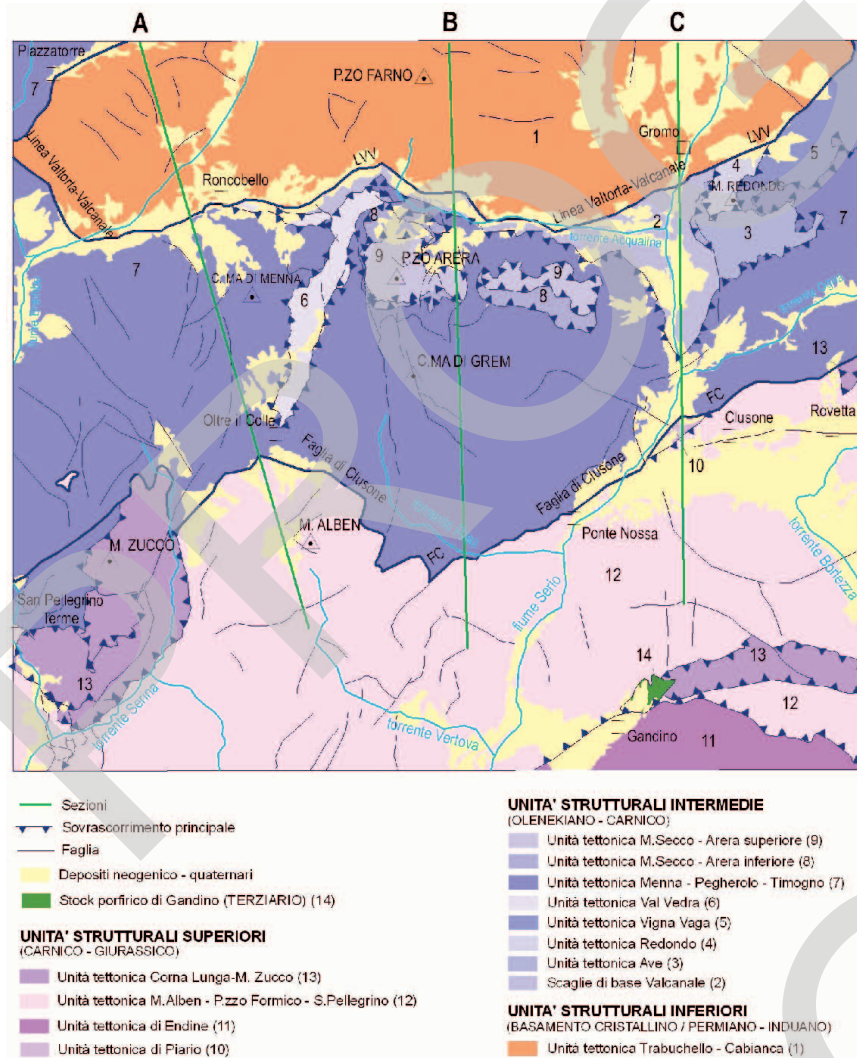 A
B
C
Piazzatorre
7
P.ZO FARNO
1
Gromo
LVV
4
5
M. REDONDO
Linea Valtorta-Valcanale
LVV
Roncobello
Linea Valtorta-Valcanale
2
3
7
8
torrente Acqualina
7
9
P.ZO ARERA
C.MA DI MENNA
6
9
8
13
C.MA DI GREM
FC
Clusone
Rovetta
Oltre il Colle
Faglia di Clusone
Faglia di Clusone
10
M. ALBEN
FC
Ponte Nossa
torrente Borlezza
M. ZUCCO
12
fiume Serio
San Pellegrino
Terme
14
13
13
12
torrente Serina
torrente Vertova
Gandino
11
Sezioni
Sovrascorrimento principale
Faglia
Depositi neogenico - quaternari
Stock porfirico di Gandino (TERZIARIO) (14)
UNITA' STRUTTURALI SUPERIORI
(CARNICO - GIURASSICO)
Unità tettonica Corna Lunga-M. Zucco (13)
Unità tettonica M.Alben - P.zzo Formico - S.Pellegrino (12)
Unità tettonica di Endine (11)
Unità tettonica di Piario (10)
UNITA' STRUTTURALI INTERMEDIE
(OLENEKIANO - CARNICO)
Unità tettonica M.Secco - Arera superiore (9)
Unità tettonica M.Secco - Arera inferiore (8)
Unità tettonica Menna - Pegherolo - Timogno (7)
Unità tettonica Val Vedra (6)
Unità tettonica Vigna Vaga (5)
Unità tettonica Redondo (4)
Unità tettonica Ave (3)
Scaglie di base Valcanale (2)
UNITA' STRUTTURALI INFERIORI
(BASAMENTO CRISTALLINO / PERMIANO - INDUANO)
Unità tettonica Trabuchello - Cabianca (1)